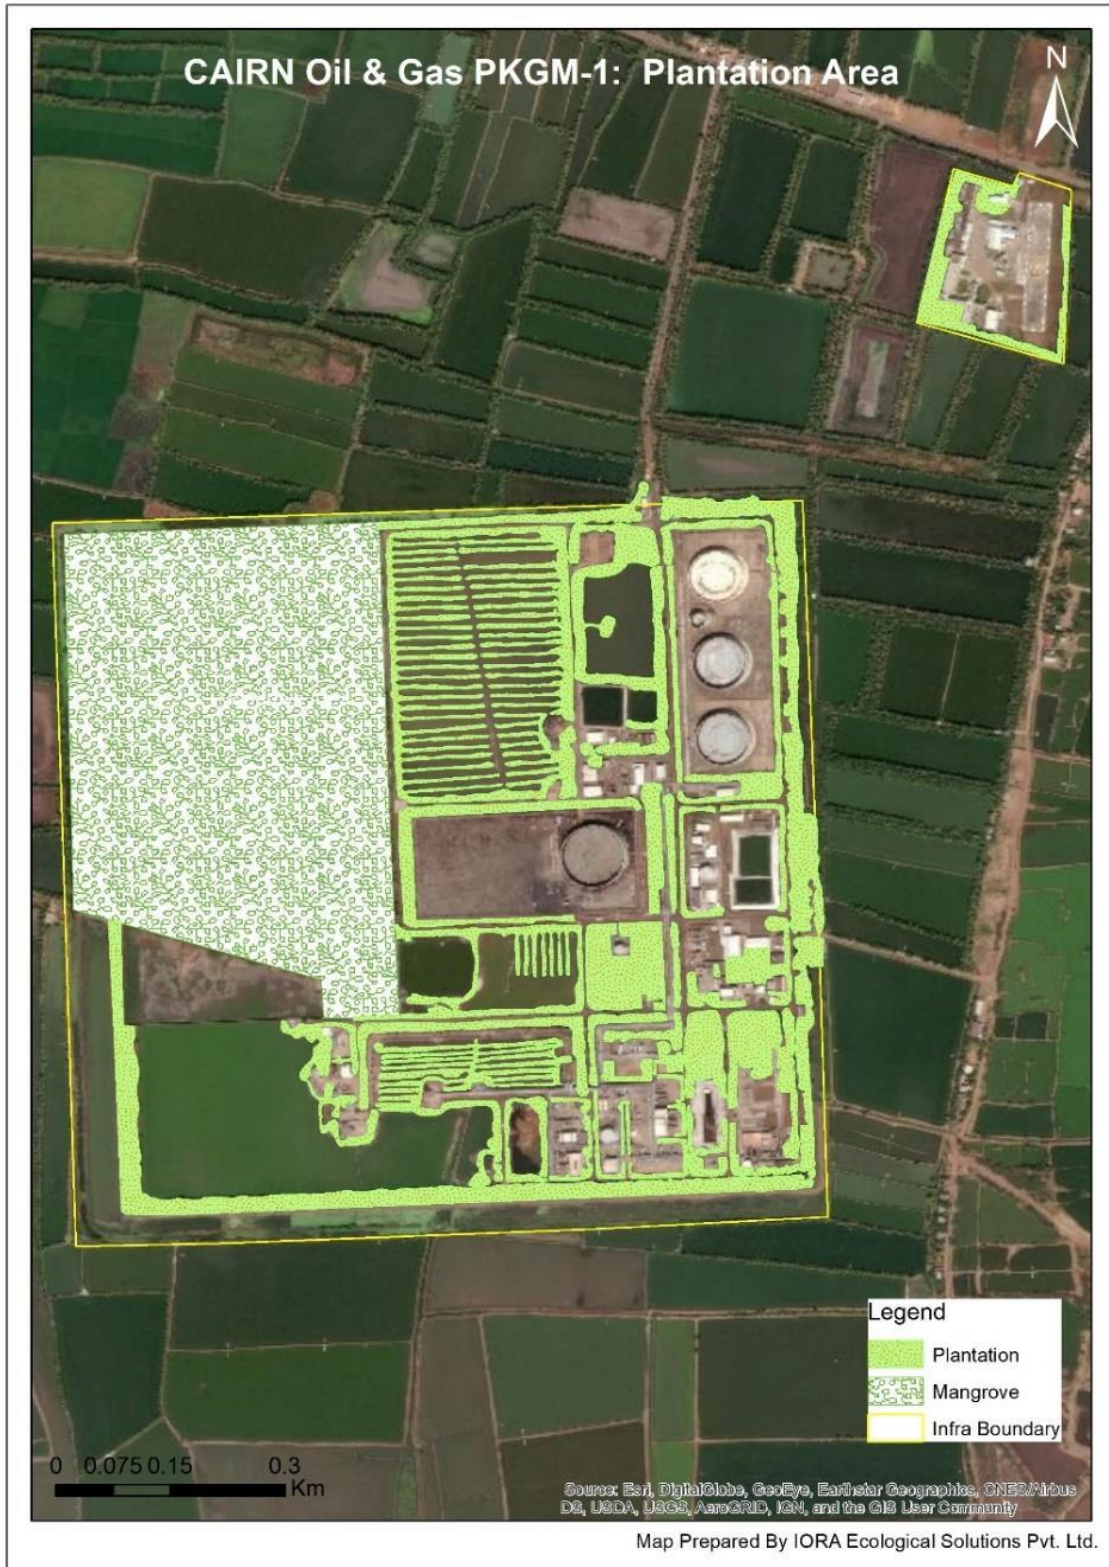 CAIRN Oil & Gas PKGM-1: Plantation Area
N
Legend
Plantation
Mangrove
Infra Boundary
0 0.075 0.15 0.3
Km
Source: Esri, DigitalGlobe, GeoEye, Earthstar Geographics, CNES/Airbus
DS, USDA, USGS, AeroGRID, IGN, and the GIS User Community
Map Prepared By IORA Ecological Solutions Pvt. Ltd.